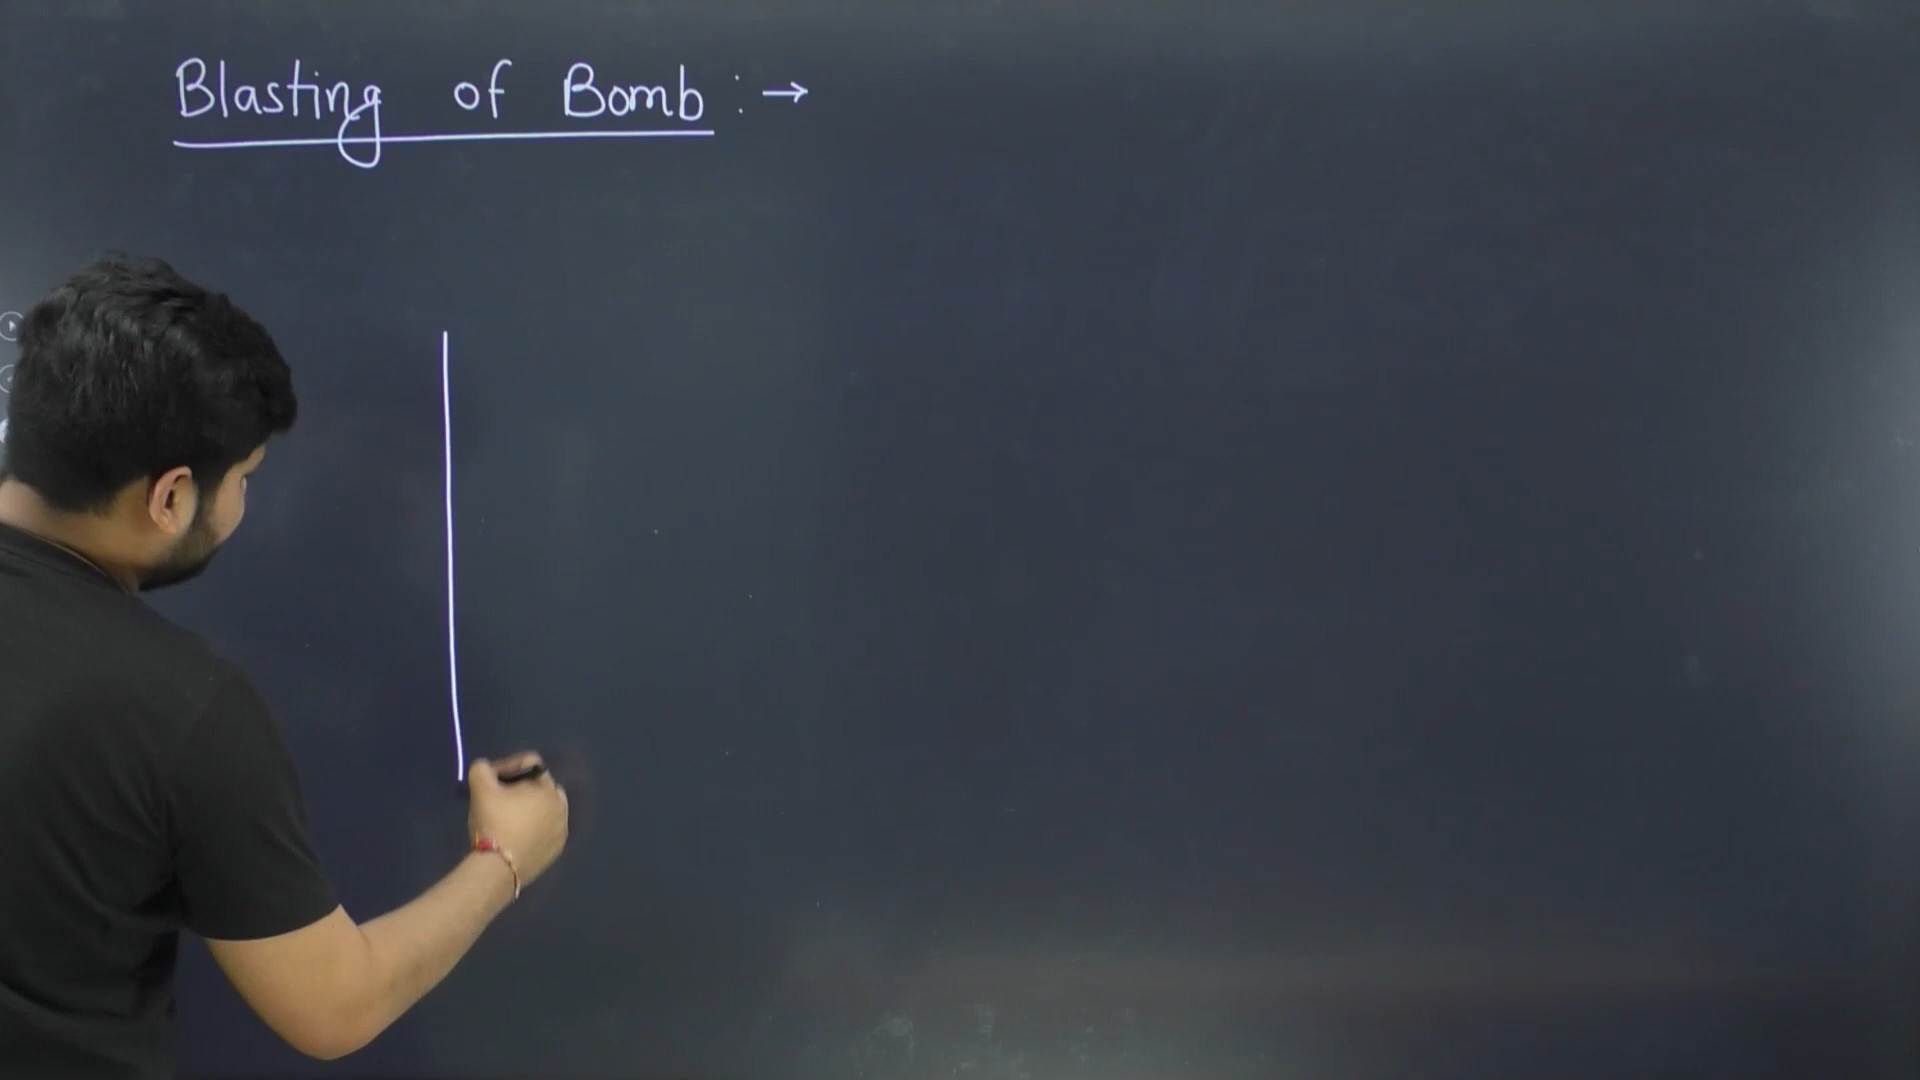 Blasting of Bomb : →